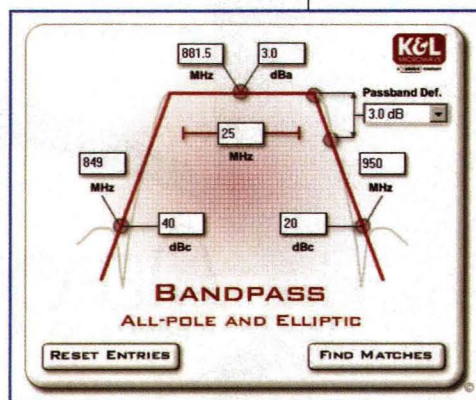 881.5
MHz
3.0
dBa
K&L
MICROWAVE
Passband Def.
3.0 dB
25
MHz
849
MHz
950
MHz
40
dBc
20
dBc
BANDPASS
ALL-POLE AND ELLIPTIC
RESET ENTRIES
FIND MATCHES
©